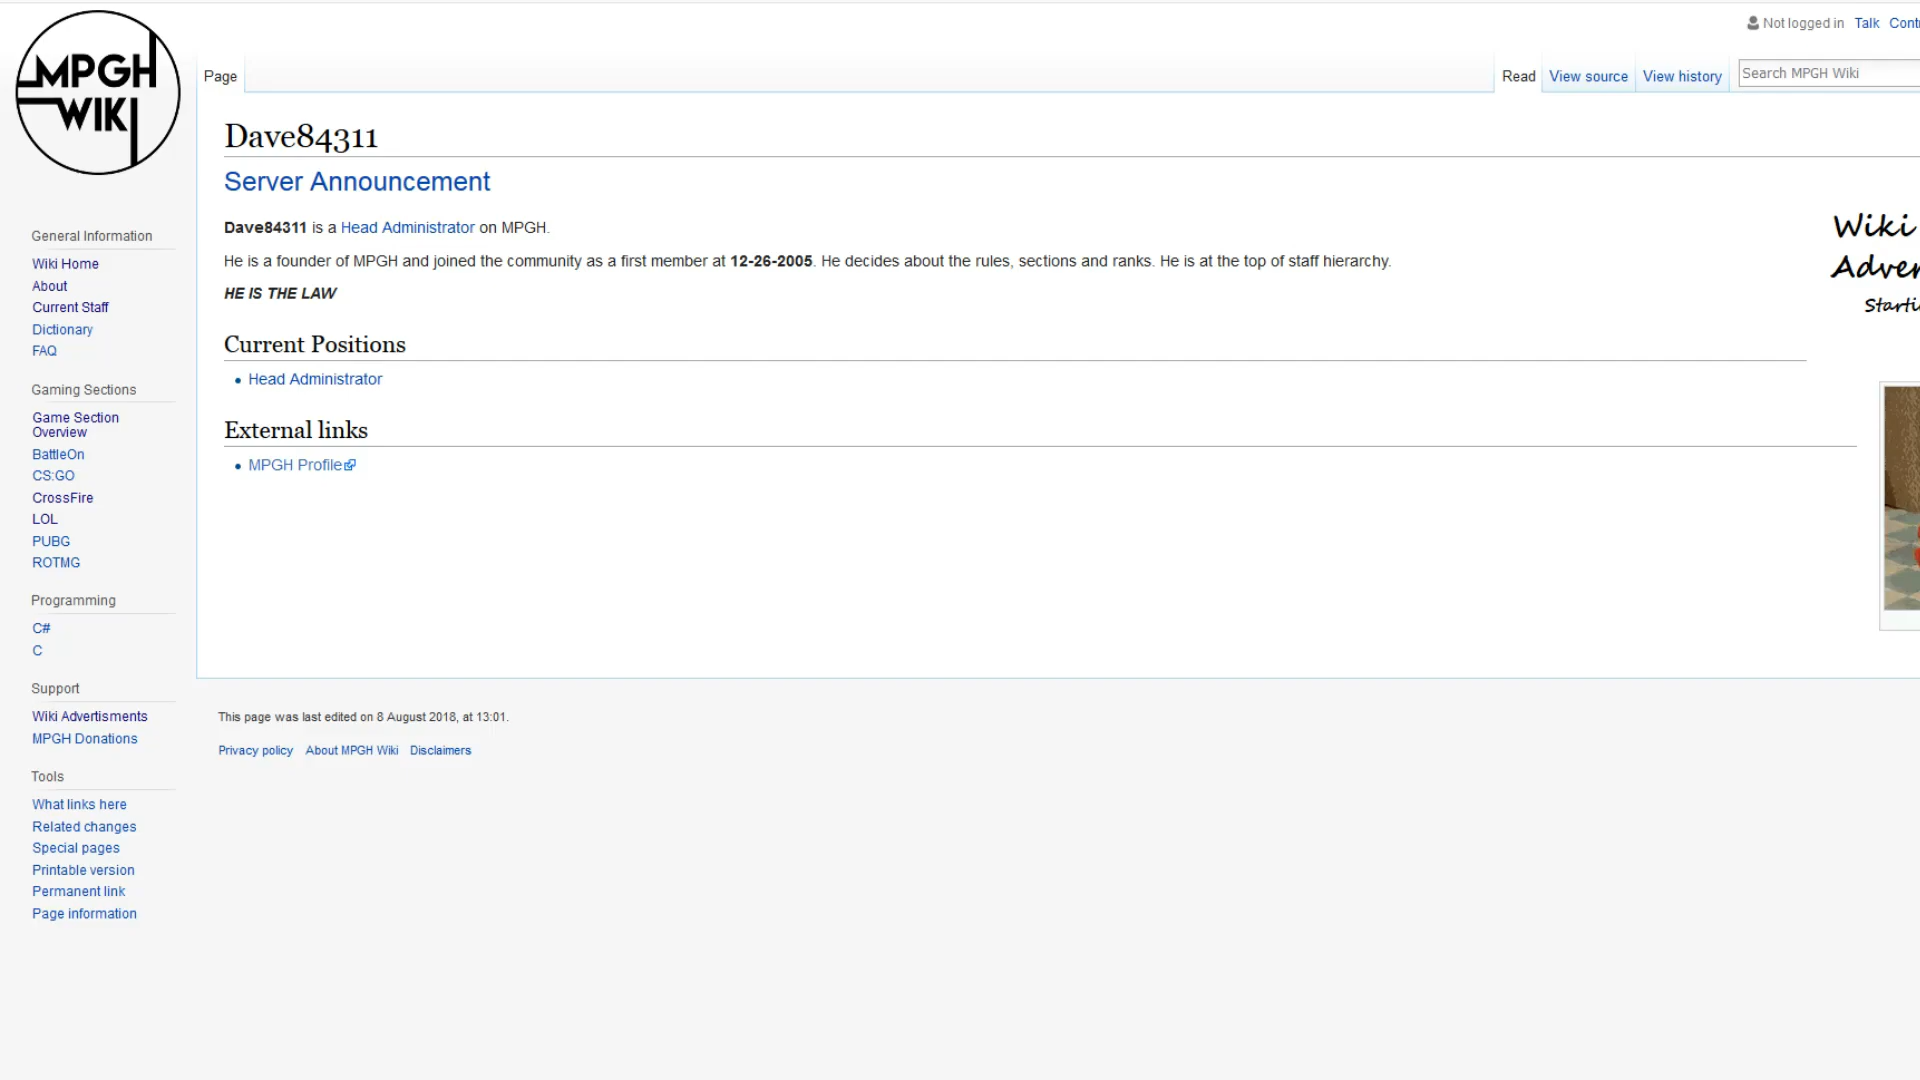 MPGH
WIKI
Not logged in Talk
Page
Read View source View history Search MPGH Wiki
Dave84311
Server Announcement
Dave84311 is a Head Administrator on MPGH.
He is a founder of MPGH and joined the community as a first member at 12-26-2005. He decides about the rules, sections and ranks. He is at the top of staff hierarchy.
HE IS THE LAW
Current Positions
Head Administrator
External links
MPGH Profile
Wiki
General Information
Wiki Home
About
Current Staff
Dictionary
FAQ
Gaming Sections
Game Section
Overview
BattleOn
CS:GO
CrossFire
LOL
PUBG
ROTMG
Programming
C#
C
Support
Wiki Advertisments
MPGH Donations
Tools
What links here
Related changes
Special pages
Printable version
Permanent link
Page information
This page was last edited on 8 August 2018, at 13:01.
Privacy policy About MPGH Wiki Disclaimers